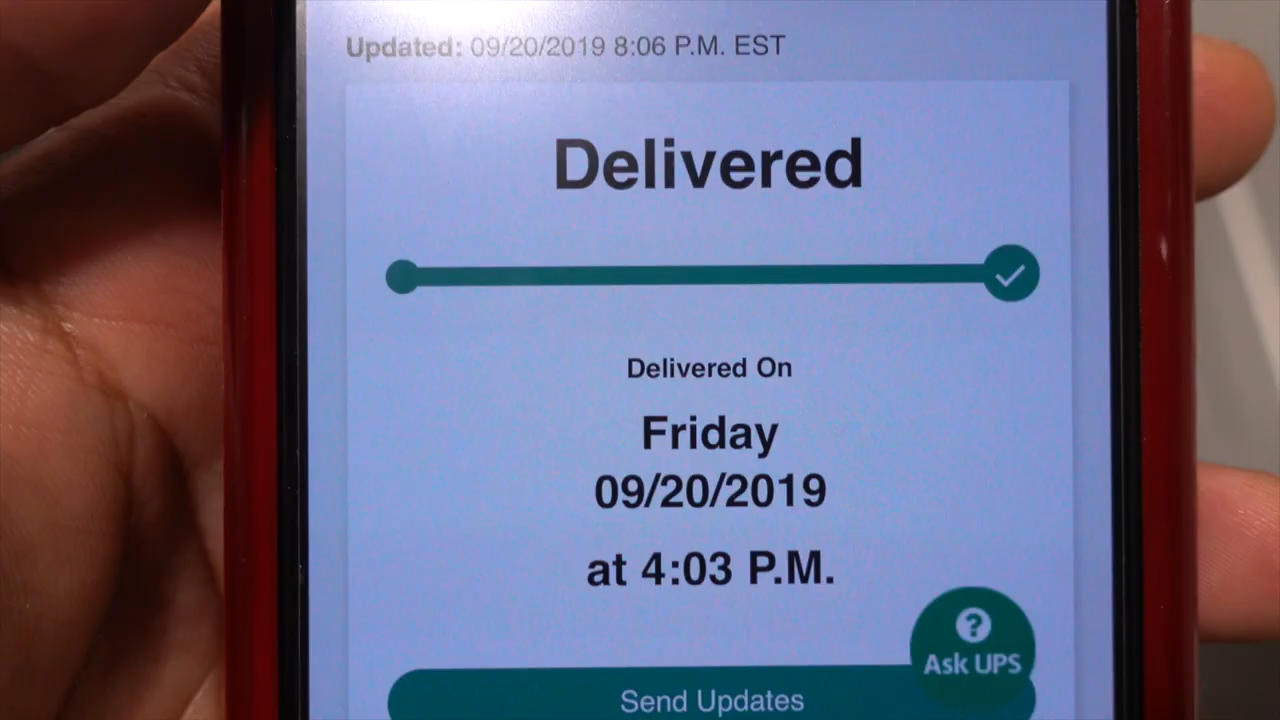 Updated: 09/20/2019 8:06 P.M. EST
Delivered
Delivered On
Friday
09/20/2019
at 4:03 P.M.
?
Ask UPS
Send Updates